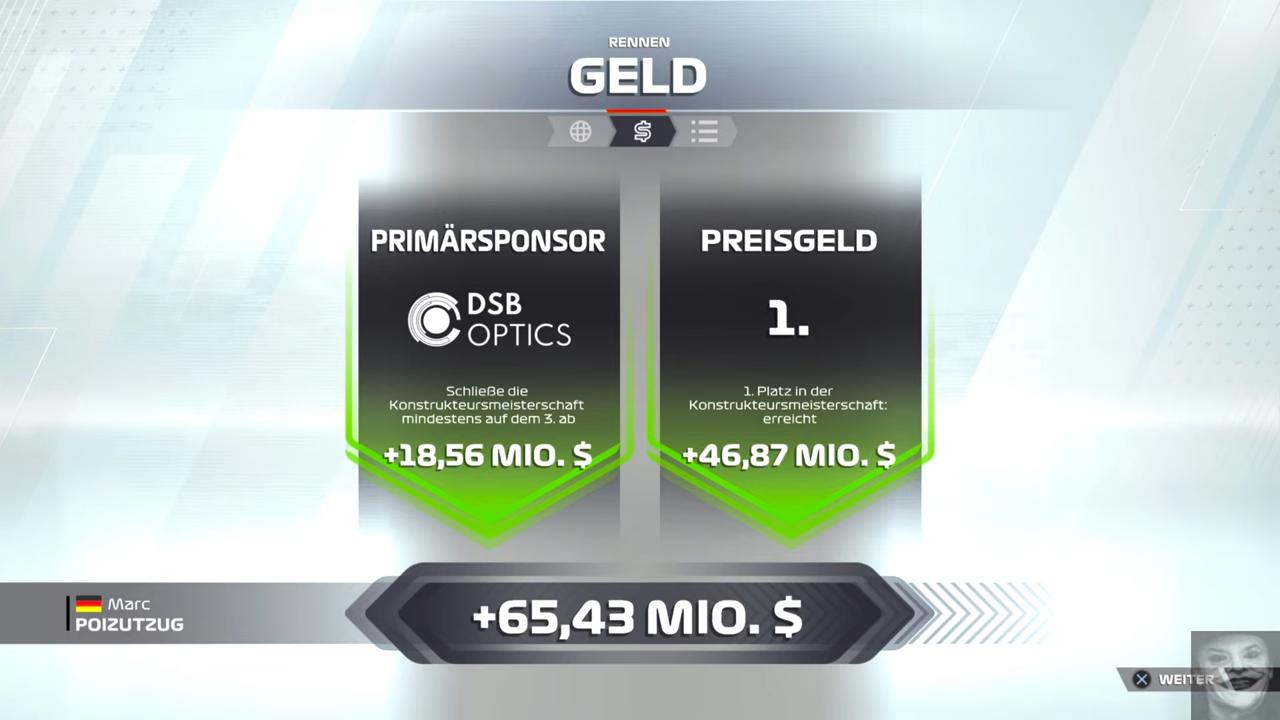 RENNEN
GELD
PRIMÄRSPONSOR
DSB
OPTICS
Schließe die
Konstrukteursmeisterschaft
mindestens auf dem 3. ab
+18,56 MIO. $
PREISGELD
1.
1. Platz in der
Konstrukteursmeisterschaft:
erreicht
+46,87 MIO. $
+65,43 MIO. $
Marc
POIZUTZUG
WEITER